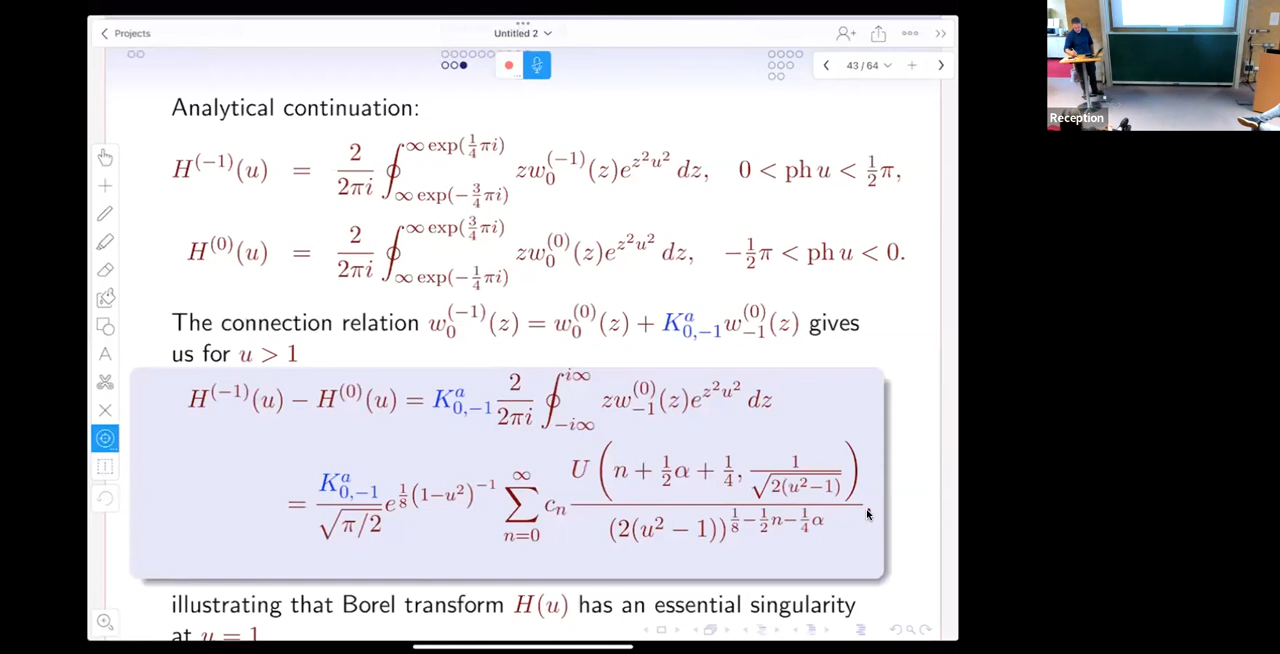 Projects
Untitled 2
43 / 64
Reception
Analytical continuation:
H^{(-1)}(u) = \frac{2}{2\pi i} \oint_{\infty \exp(-\frac{3}{4}\pi i)}^{\infty \exp(\frac{1}{4}\pi i)} z w_0^{(-1)}(z) e^{z^2 u^2} dz, 0 < ph u < \frac{1}{2}\pi,
H^{(0)}(u) = \frac{2}{2\pi i} \oint_{\infty \exp(-\frac{1}{4}\pi i)}^{\infty \exp(\frac{3}{4}\pi i)} z w_0^{(0)}(z) e^{z^2 u^2} dz, -\frac{1}{2}\pi < ph u < 0.
The connection relation w_0^{(-1)}(z) = w_0^{(0)}(z) + K_{0,-1}^a w_{-1}^{(0)}(z) gives
us for u > 1
H^{(-1)}(u) - H^{(0)}(u) = K_{0,-1}^a \frac{2}{2\pi i} \oint_{-i\infty}^{i\infty} z w_{-1}^{(0)}(z) e^{z^2 u^2} dz
= \frac{K_{0,-1}^a}{\sqrt{\pi/2}} e^{\frac{1}{8}(1-u^2)^{-1}} \sum_{n=0}^{\infty} c_n \frac{U\left(n + \frac{1}{2}\alpha + \frac{1}{4}, \frac{1}{\sqrt{2(u^2-1)}}\right)}{(2(u^2 - 1))^{\frac{1}{8} - \frac{1}{2}n - \frac{1}{4}\alpha}}
illustrating that Borel transform H(u) has an essential singularity
at u = 1